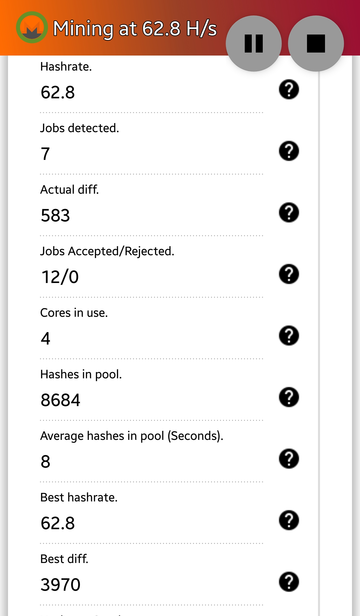 Mining at 62.8 H/s
Hashrate.
62.8
Jobs detected.
7
Actual diff.
583
Jobs Accepted/Rejected.
12/0
Cores in use.
4
Hashes in pool.
8684
Average hashes in pool (Seconds).
8
Best hashrate.
62.8
Best diff.
3970